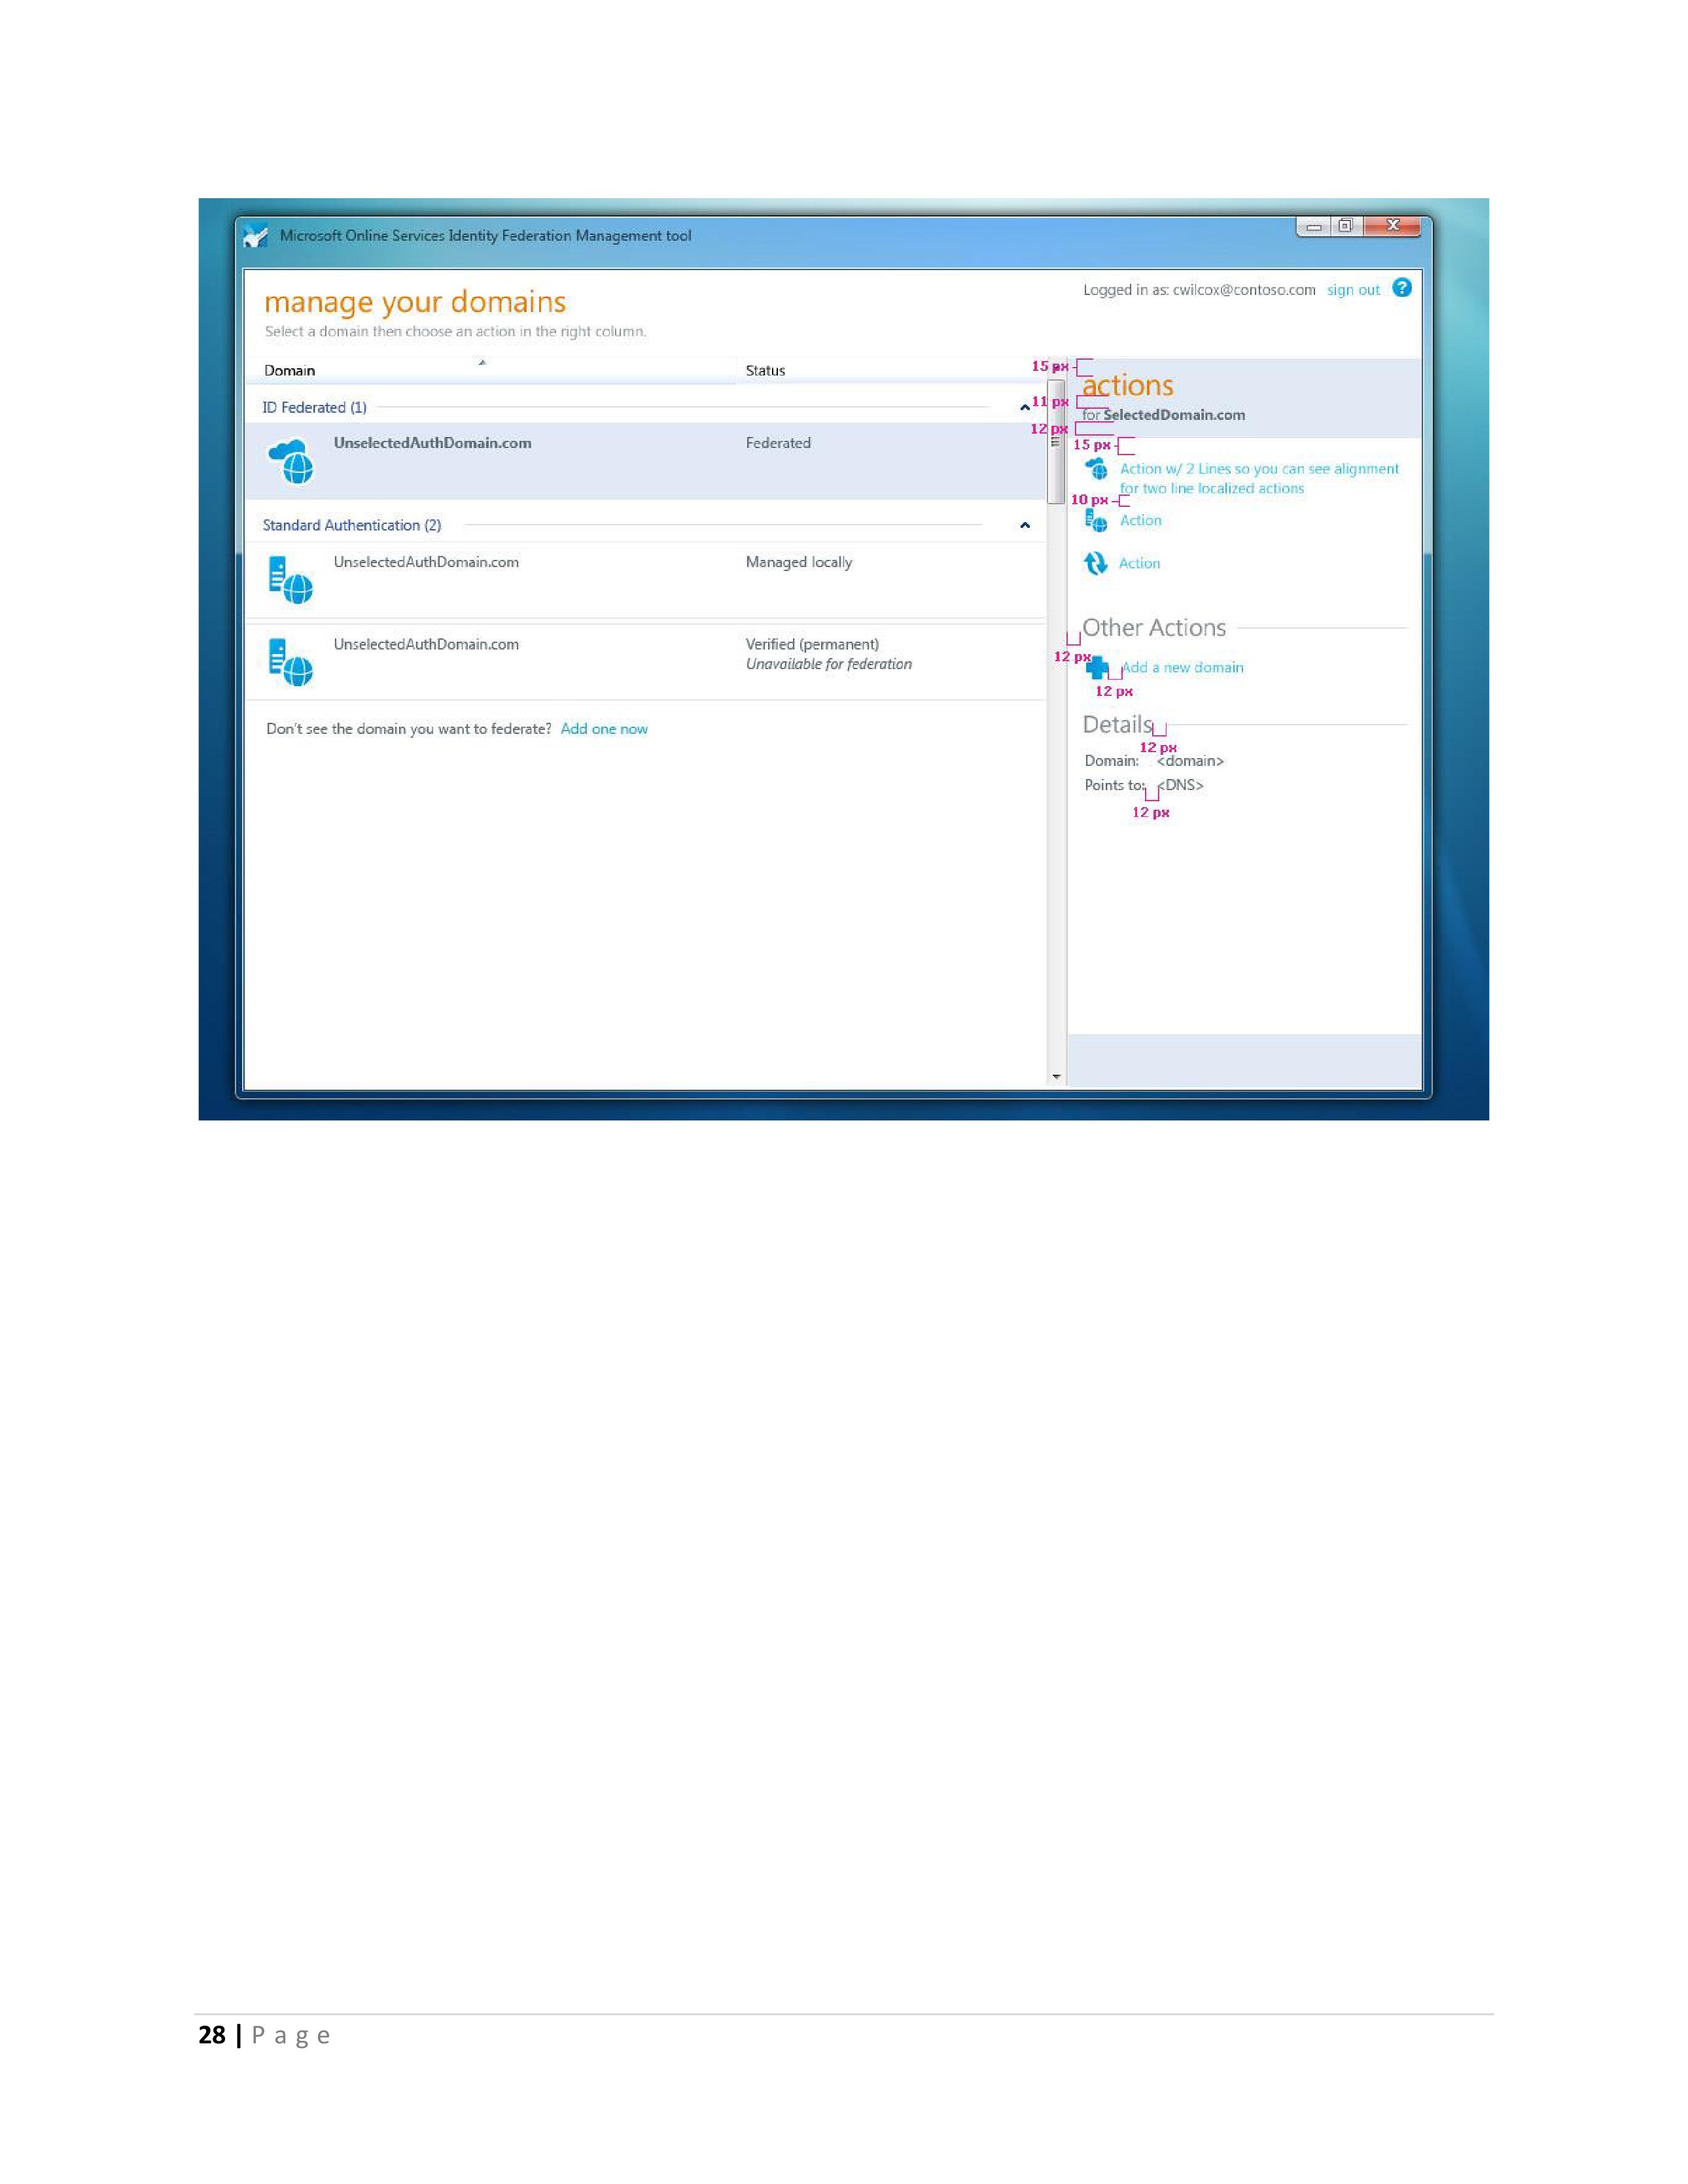 Microsoft Online Services Identity Federation Management tool
manage your domains
Select a domain then choose an action in the right column.
Logged in as: cwilcox@contoso.com sign out ?
Domain Status
ID Federated (1)
UnselectedAuthDomain.com Federated
Standard Authentication (2)
UnselectedAuthDomain.com Managed locally
UnselectedAuthDomain.com Verified (permanent)
Unavailable for federation
Don't see the domain you want to federate? Add one now
15 px
actions
11 px
for SelectedDomain.com
12 px
15 px
Action w/ 2 Lines so you can see alignment
for two line localized actions
10 px
Action
Action
Other Actions
12 px
Add a new domain
12 px
Details
12 px
Domain: <domain>
Points to: <DNS>
12 px
28 | Page